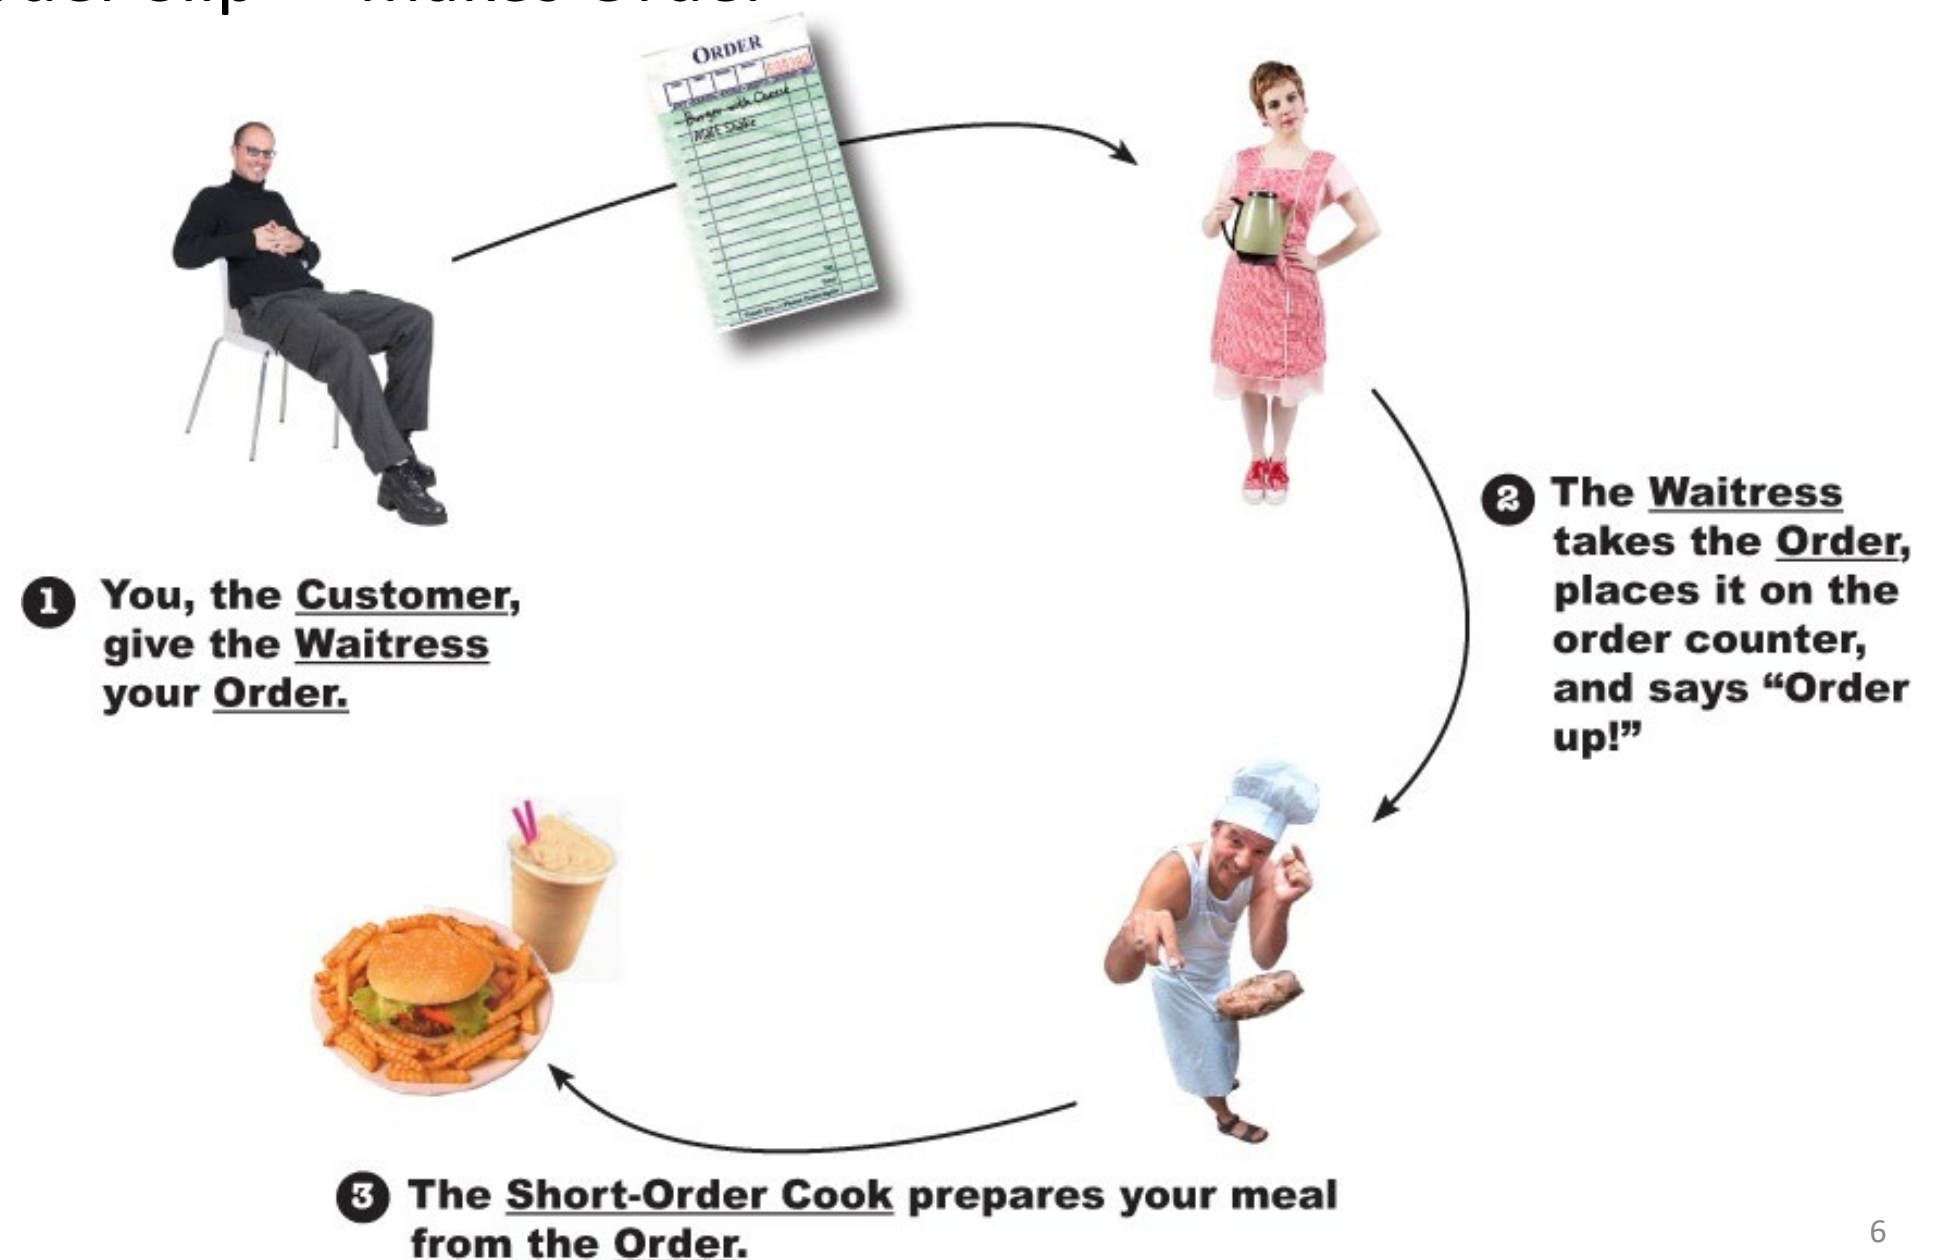 ORDER
Burger with Cheese
Malt Shake
1 You, the Customer,
give the Waitress
your Order.
2 The Waitress
takes the Order,
places it on the
order counter,
and says “Order
up!”
3 The Short-Order Cook prepares your meal
from the Order.
6